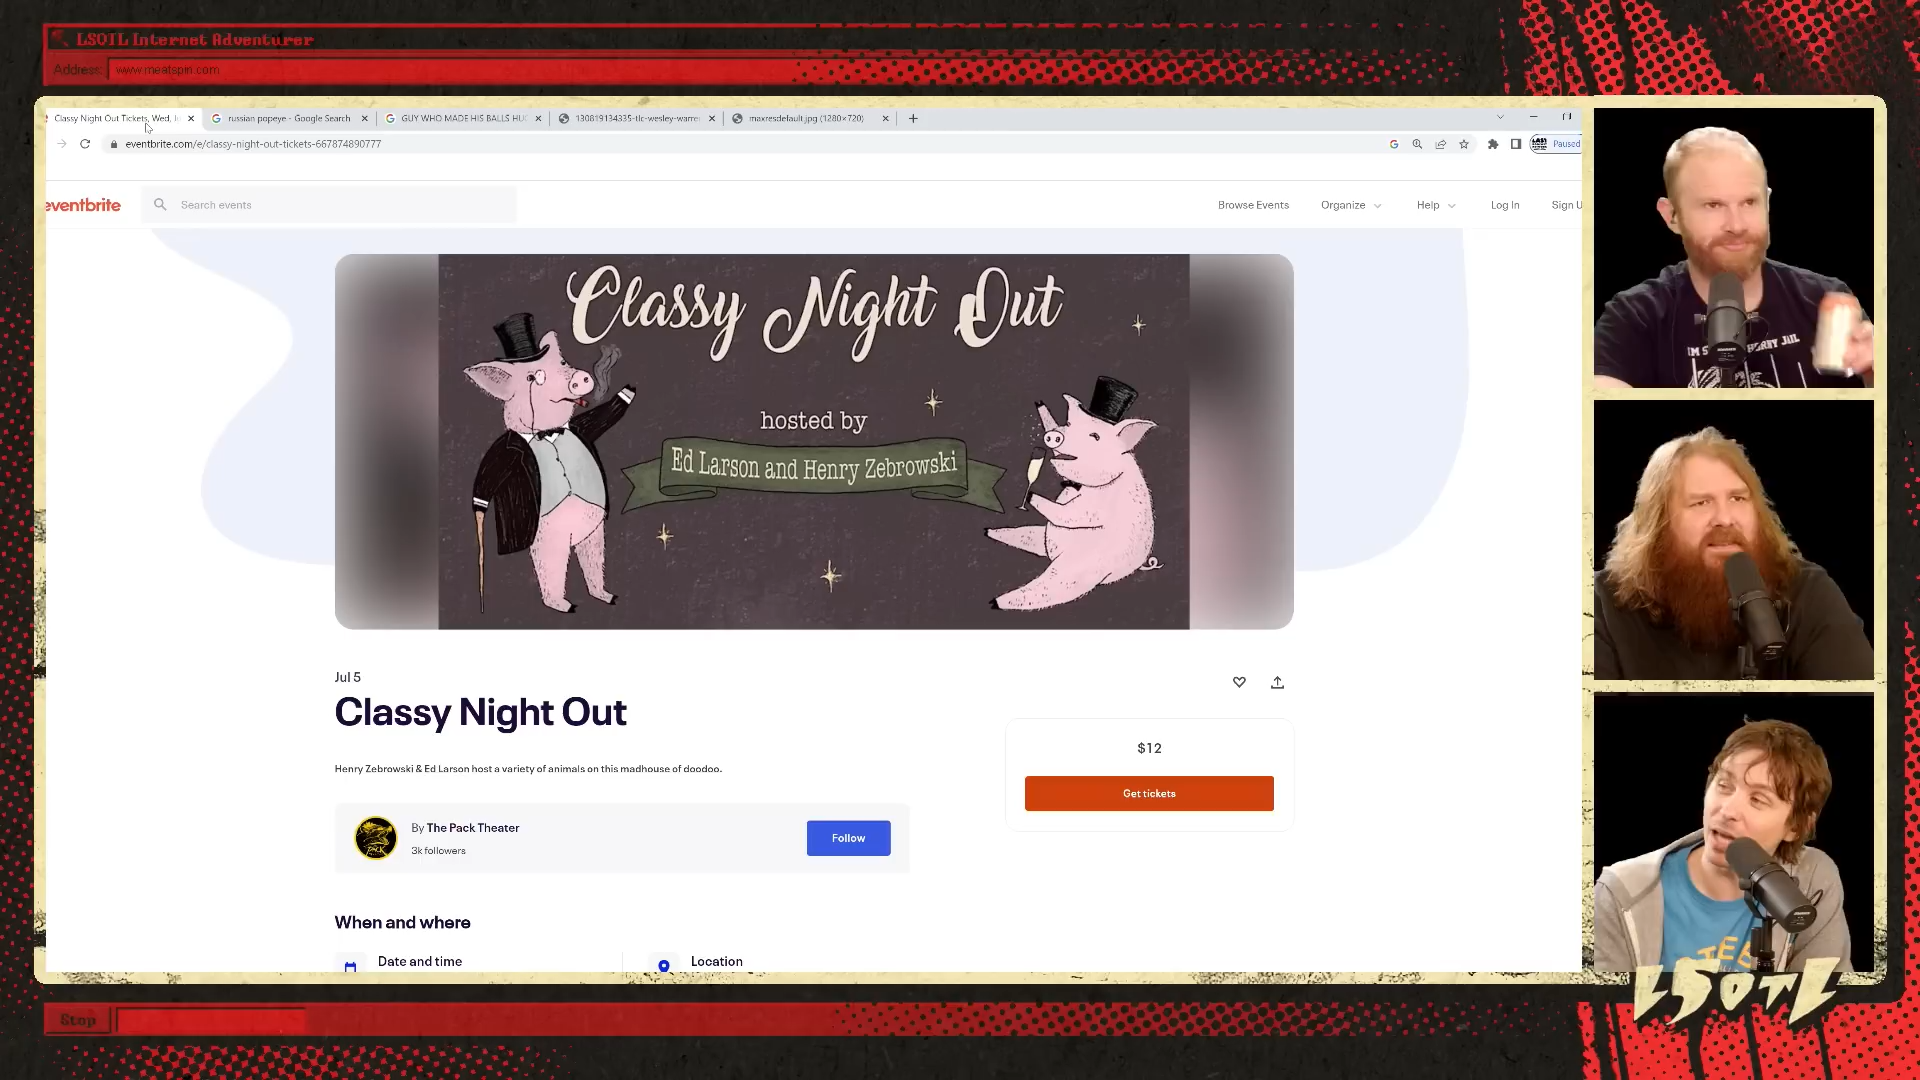 LSOTL Internet Adventurer
Address: www.meatspin.com
Classy Night Out Tickets, Wed, Ju
russian popeye - Google Search
GUY WHO MADE HIS BALLS HUG
130819134335-tlc-wesley-warre
maxresdefault.jpg (1280×720)
eventbrite.com/e/classy-night-out-tickets-667874890777
Paused
eventbrite
Search events
Browse Events
Organize
Help
Log In
Sign U
Classy Night Out
hosted by
Ed Larson and Henry Zebrowski
Jul 5
Classy Night Out
$12
Get tickets
Henry Zebrowski & Ed Larson host a variety of animals on this madhouse of doodoo.
By The Pack Theater
3k followers
Follow
When and where
Date and time
Location
Stop
LSOTL